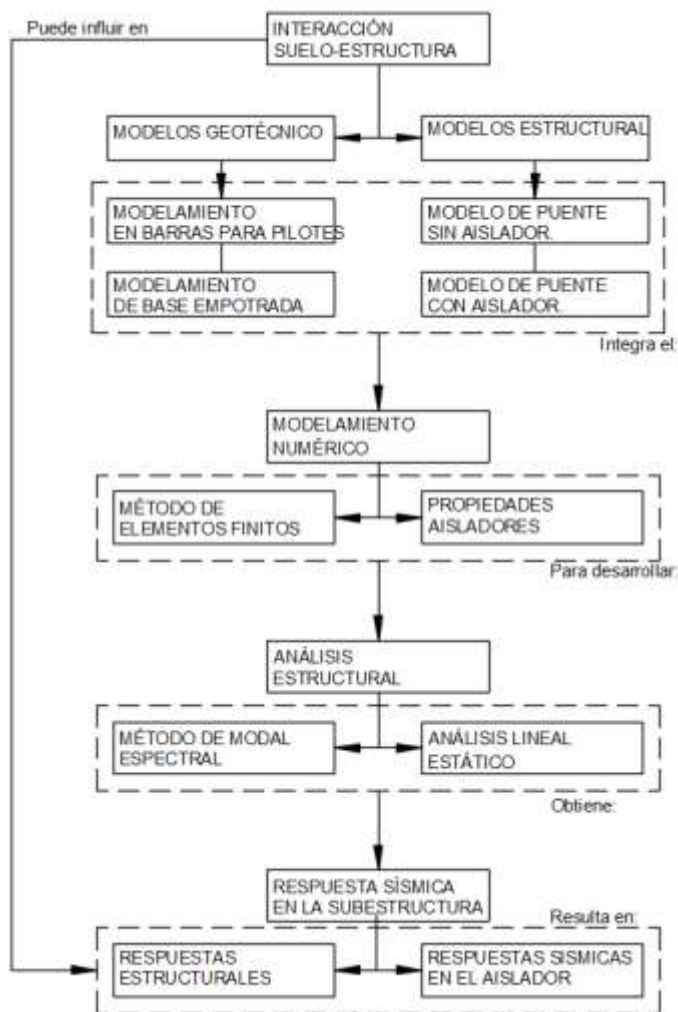 Puede influir en
INTERACCIÓN
SUELO-ESTRUCTURA
MODELOS GEOTÉCNICO
MODELOS ESTRUCTURAL
MODELAMIENTO
EN BARRAS PARA PILOTES
MODELO DE PUENTE
SIN AISLADOR.
MODELAMIENTO
DE BASE EMPOTRADA
MODELO DE PUENTE
CON AISLADOR.
Integra el:
MODELAMIENTO
NUMÉRICO
MÉTODO DE
ELEMENTOS FINITOS
PROPIEDADES
AISLADORES
Para desarrollar:
ANÁLISIS
ESTRUCTURAL
MÉTODO DE MODAL
ESPECTRAL
ANÁLISIS LINEAL
ESTÁTICO
Obtiene:
RESPUESTA SÌSMICA
EN LA SUBESTRUCTURA
Resulta en:
RESPUESTAS
ESTRUCTURALES
RESPUESTAS SISMICAS
EN EL AISLADOR